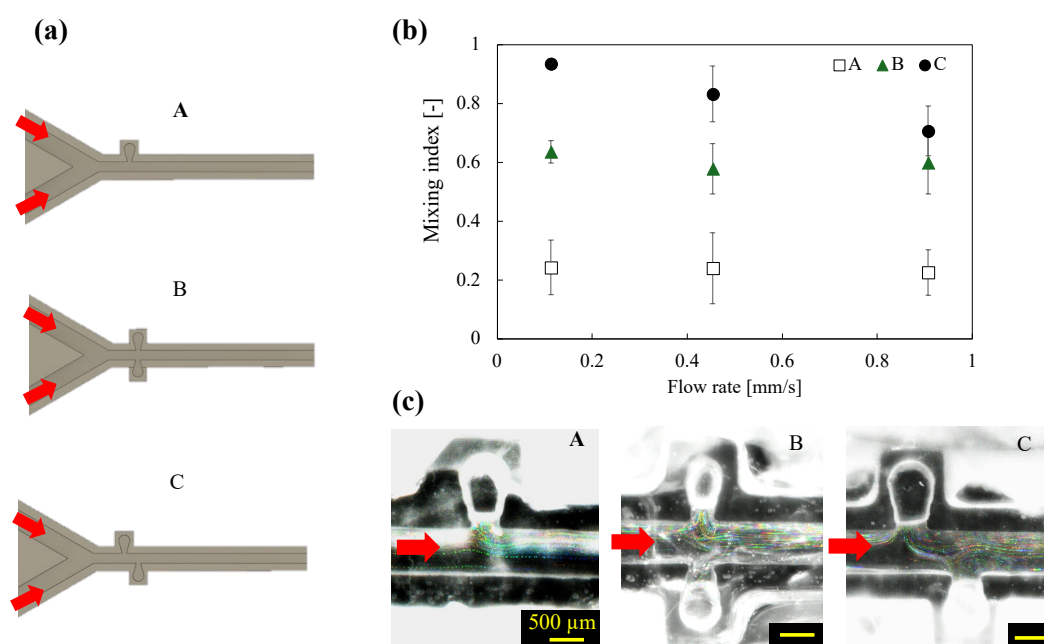 (a)
A
B
C
(b)
Mixing index [-]
1
0.8
0.6
0.4
0.2
0
A B C
0 0.2 0.4 0.6 0.8 1
Flow rate [mm/s]
(c)
A
B
C
500 µm